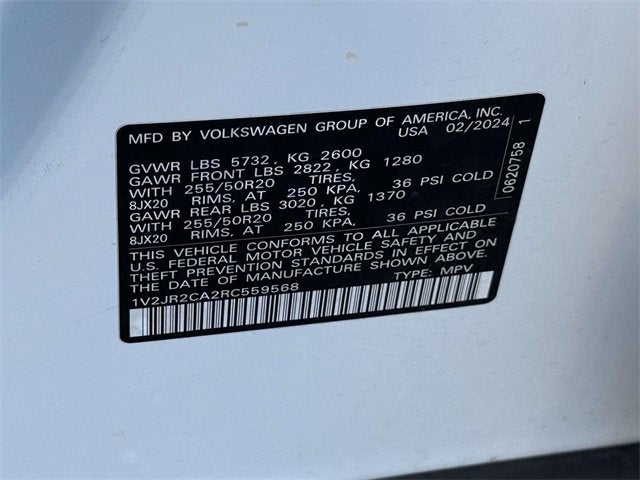 MFD BY VOLKSWAGEN GROUP OF AMERICA, INC.
USA 02/2024
GVWR LBS 5732, KG 2600
GAWR FRONT LBS 2822, KG 1280
WITH 255/50R20 TIRES,
8JX20 RIMS, AT 250 KPA, 36 PSI COLD
GAWR REAR LBS 3020, KG 1370
WITH 255/50R20 TIRES,
8JX20 RIMS, AT 250 KPA, 36 PSI COLD
THIS VEHICLE CONFORMS TO ALL APPLICABLE
U.S. FEDERAL MOTOR VEHICLE SAFETY AND
THEFT PREVENTION STANDARDS IN EFFECT ON
THE DATE OF MANUFACTURE SHOWN ABOVE.
1V2JR2CA2RC559568 TYPE: MPV
0620758 1